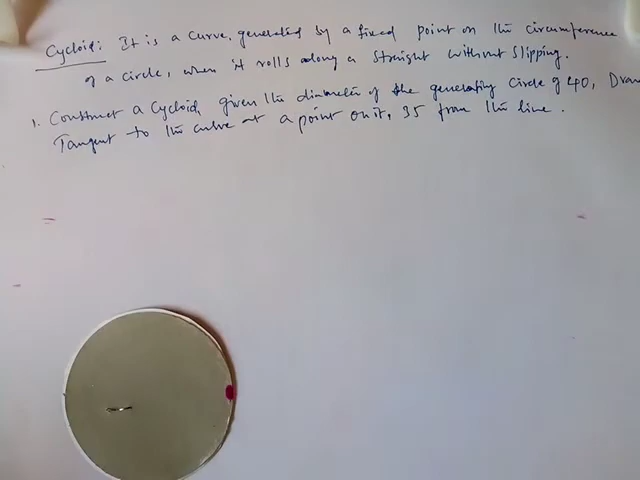 Cycloid: It is a curve, generated by a fixed point on the circumference
of a circle, when it rolls along a straight without slipping.
1. Construct a cycloid, given the diameter of the generating circle of 40, Draw
Tangent to the curve at a point on it, 35 from the line.